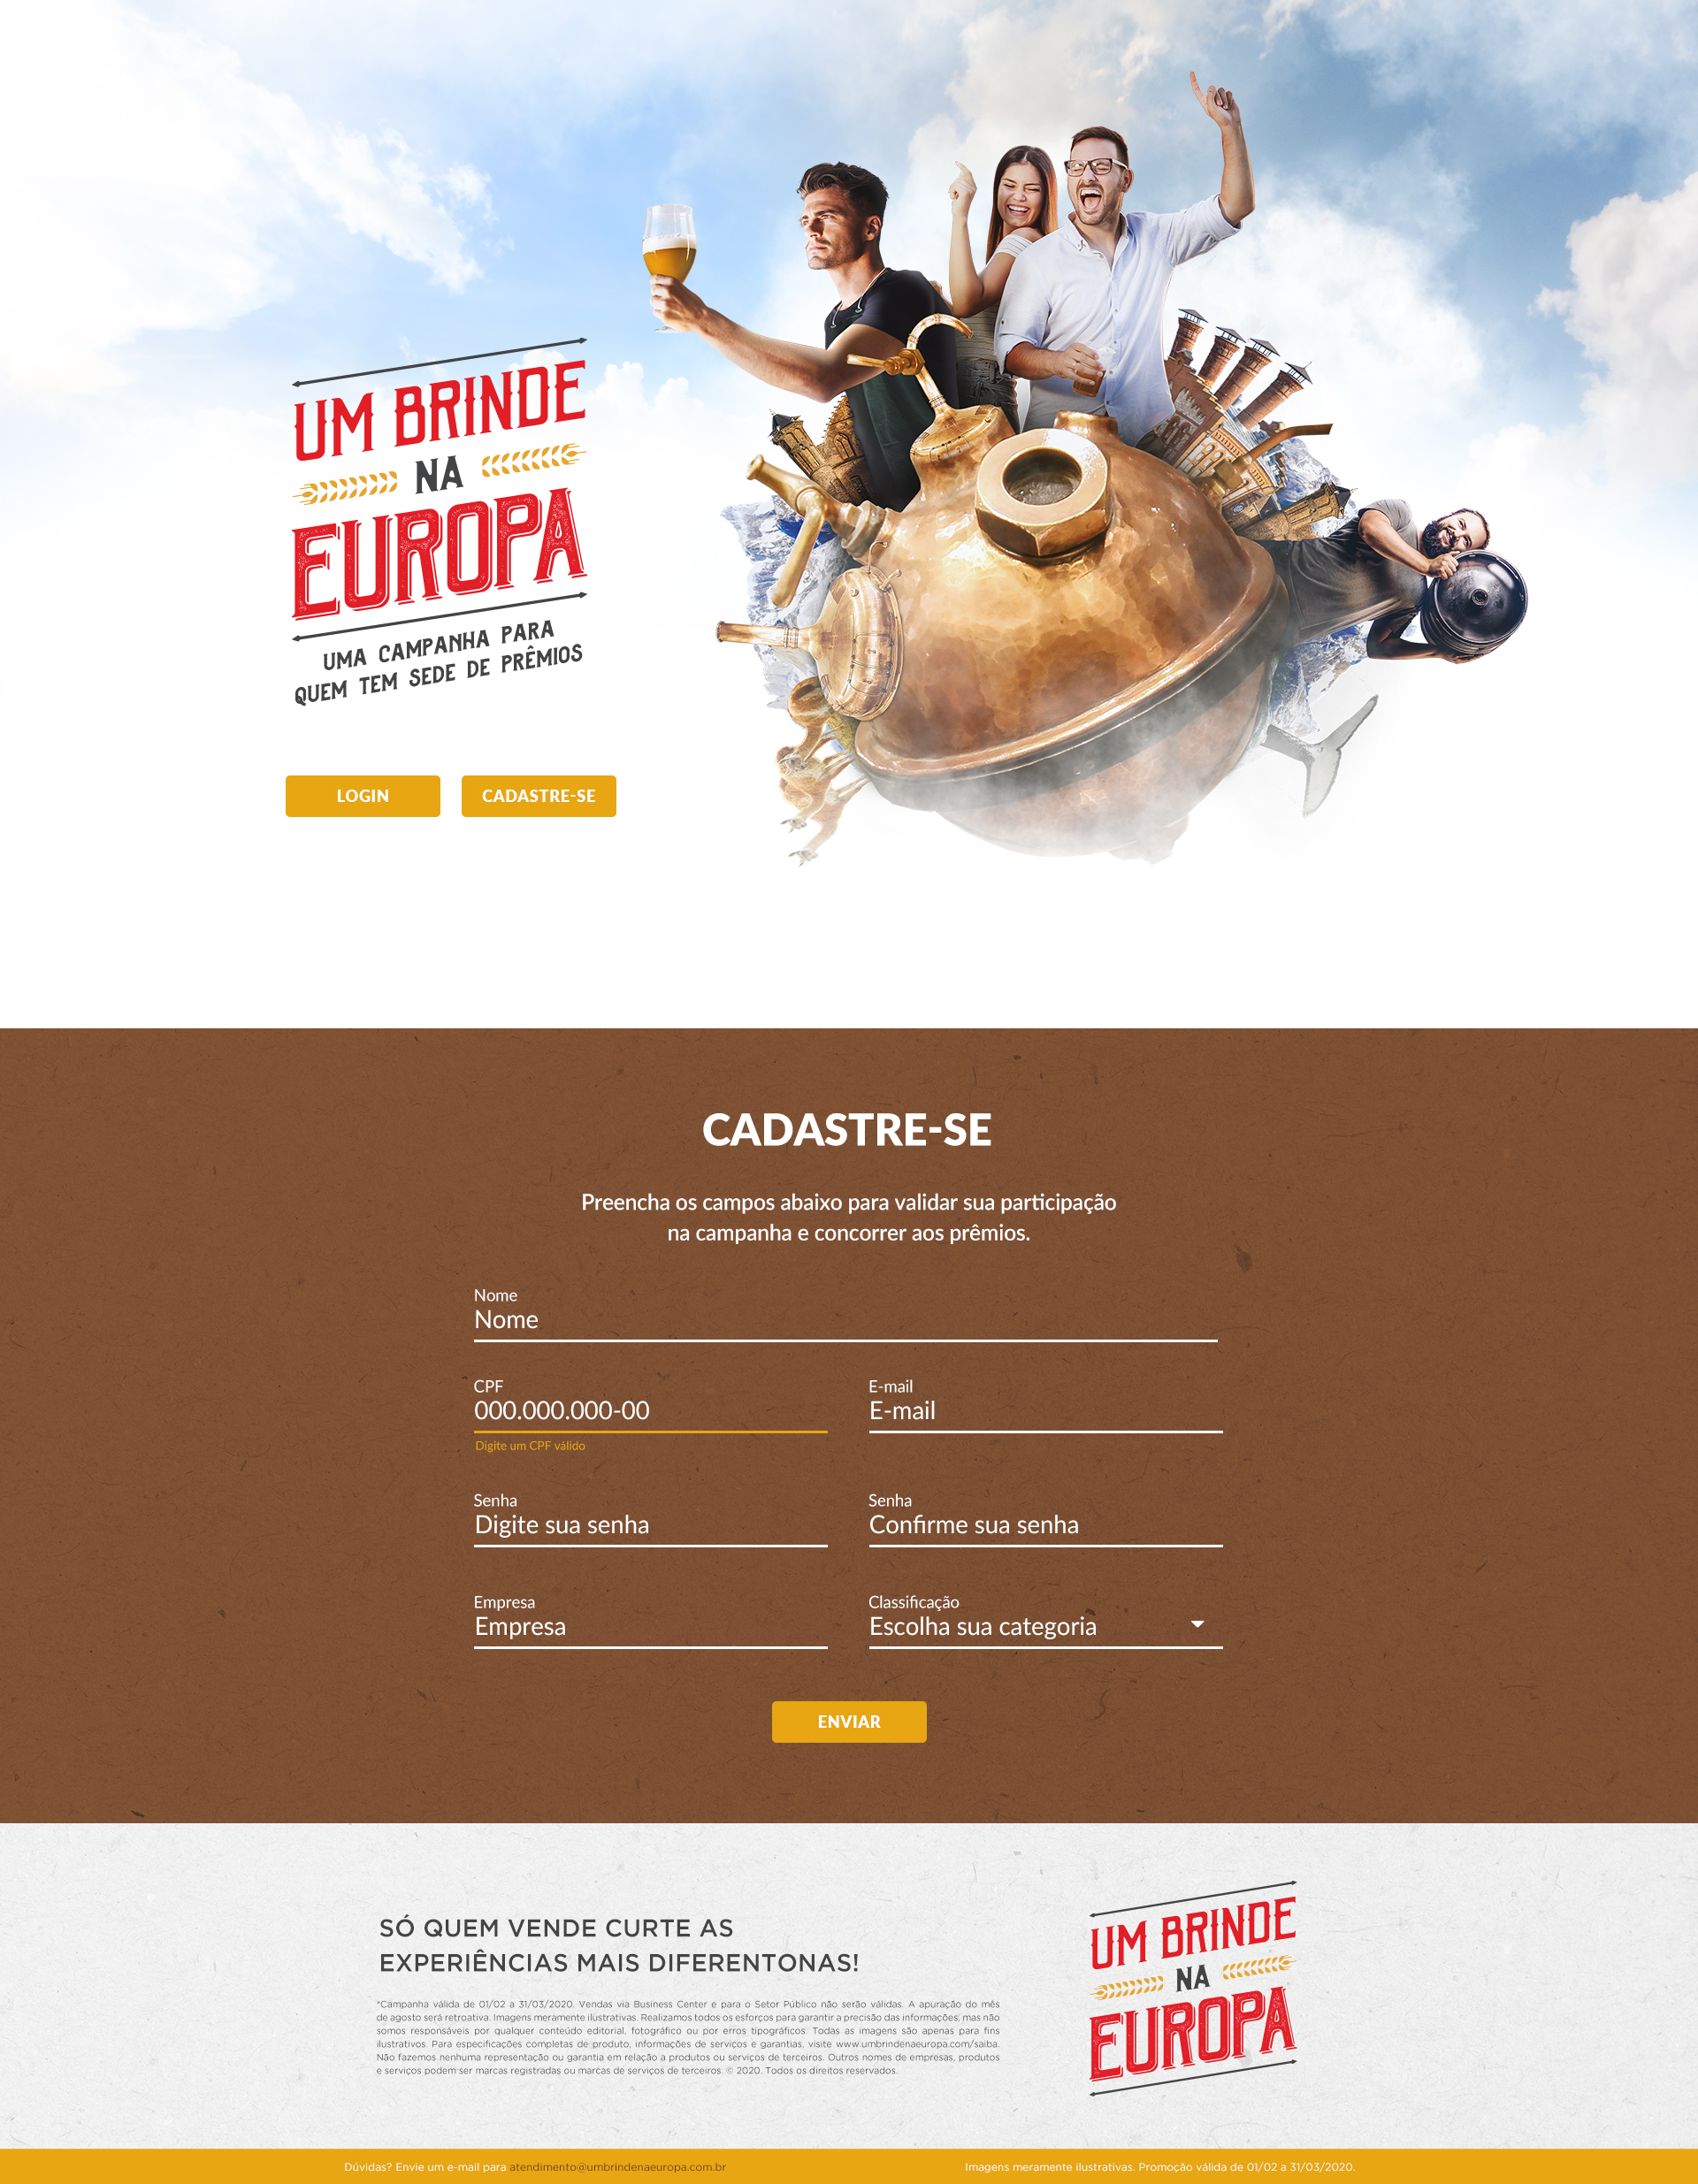 UM BRINDE
NA
EUROPA
UMA CAMPANHA PARA
QUEM TEM SEDE DE PRÊMIOS
LOGIN
CADASTRE-SE
CADASTRE-SE
Preencha os campos abaixo para validar sua participação
na campanha e concorrer aos prêmios.
Nome
Nome
CPF
000.000.000-00
Digite um CPF válido
E-mail
E-mail
Senha
Digite sua senha
Senha
Confirme sua senha
Empresa
Empresa
Classificação
Escolha sua categoria
ENVIAR
SÓ QUEM VENDE CURTE AS
EXPERIÊNCIAS MAIS DIFERENTONAS!
*Campanha válida de 01/02 a 31/03/2020. Vendas via Business Center e para o Setor Público não serão válidas. A apuração do mês
de agosto será retroativa. Imagens meramente ilustrativas. Realizamos todos os esforços para garantir a precisão das informações, mas não
somos responsáveis por qualquer conteúdo editorial, fotográfico ou por erros tipográficos. Todas as imagens são apenas para fins
ilustrativos. Para especificações completas de produto, informações de serviços e garantias, visite www.umbrindenaeuropa.com/saiba.
Não fazemos nenhuma representação ou garantia em relação a produtos ou serviços de terceiros. Outros nomes de empresas, produtos
e serviços podem ser marcas registradas ou marcas de serviços de terceiros. © 2020. Todos os direitos reservados.
UM BRINDE
NA
EUROPA
Dúvidas? Envie um e-mail para atendimento@umbrindenaeuropa.com.br
Imagens meramente ilustrativas. Promoção válida de 01/02 a 31/03/2020.